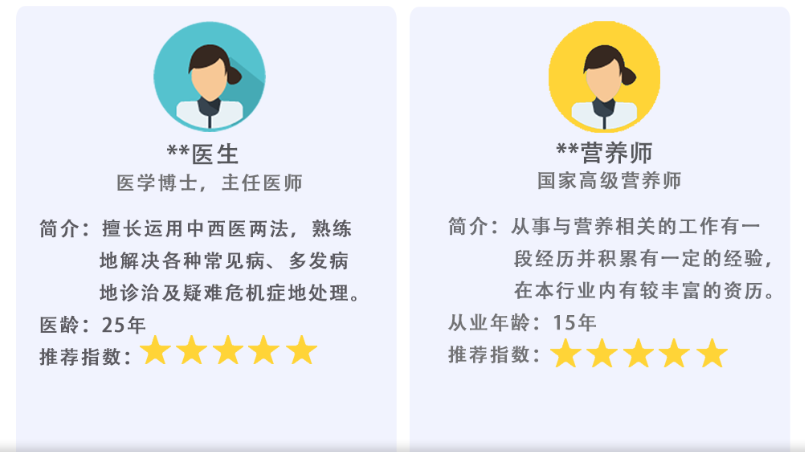 **医生
医学博士，主任医师
简介：擅长运用中西医两法，熟练
地解决各种常见病、多发病
地诊治及疑难危机症地处理。
医龄：25年
推荐指数：
**营养师
国家高级营养师
简介：从事与营养相关的工作有一
段经历并积累有一定的经验，
在本行业内有较丰富的资历。
从业年龄：15年
推荐指数：